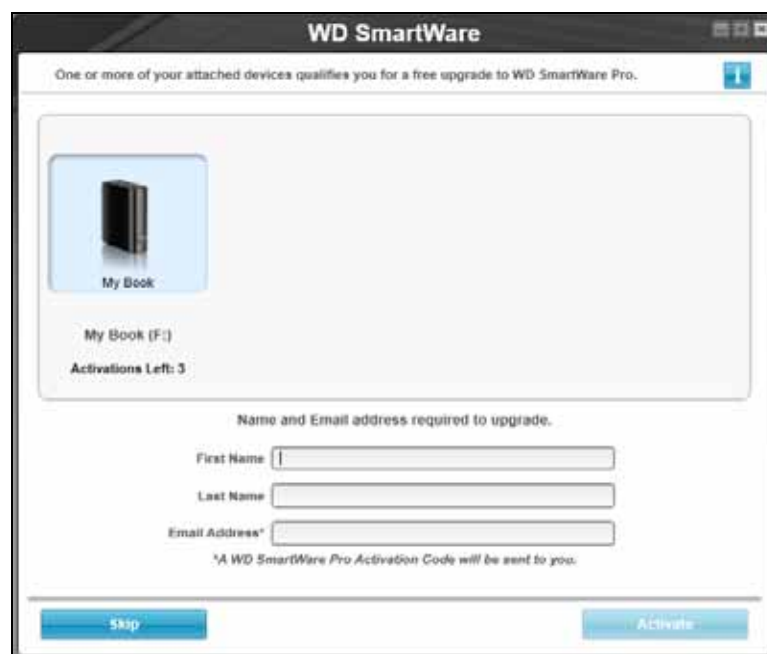 WD SmartWare
One or more of your attached devices qualifies you for a free upgrade to WD SmartWare Pro.
i
My Book
My Book (F:)
Activations Left: 3
Name and Email address required to upgrade.
First Name
Last Name
Email Address*
*A WD SmartWare Pro Activation Code will be sent to you.
Skip
Activate